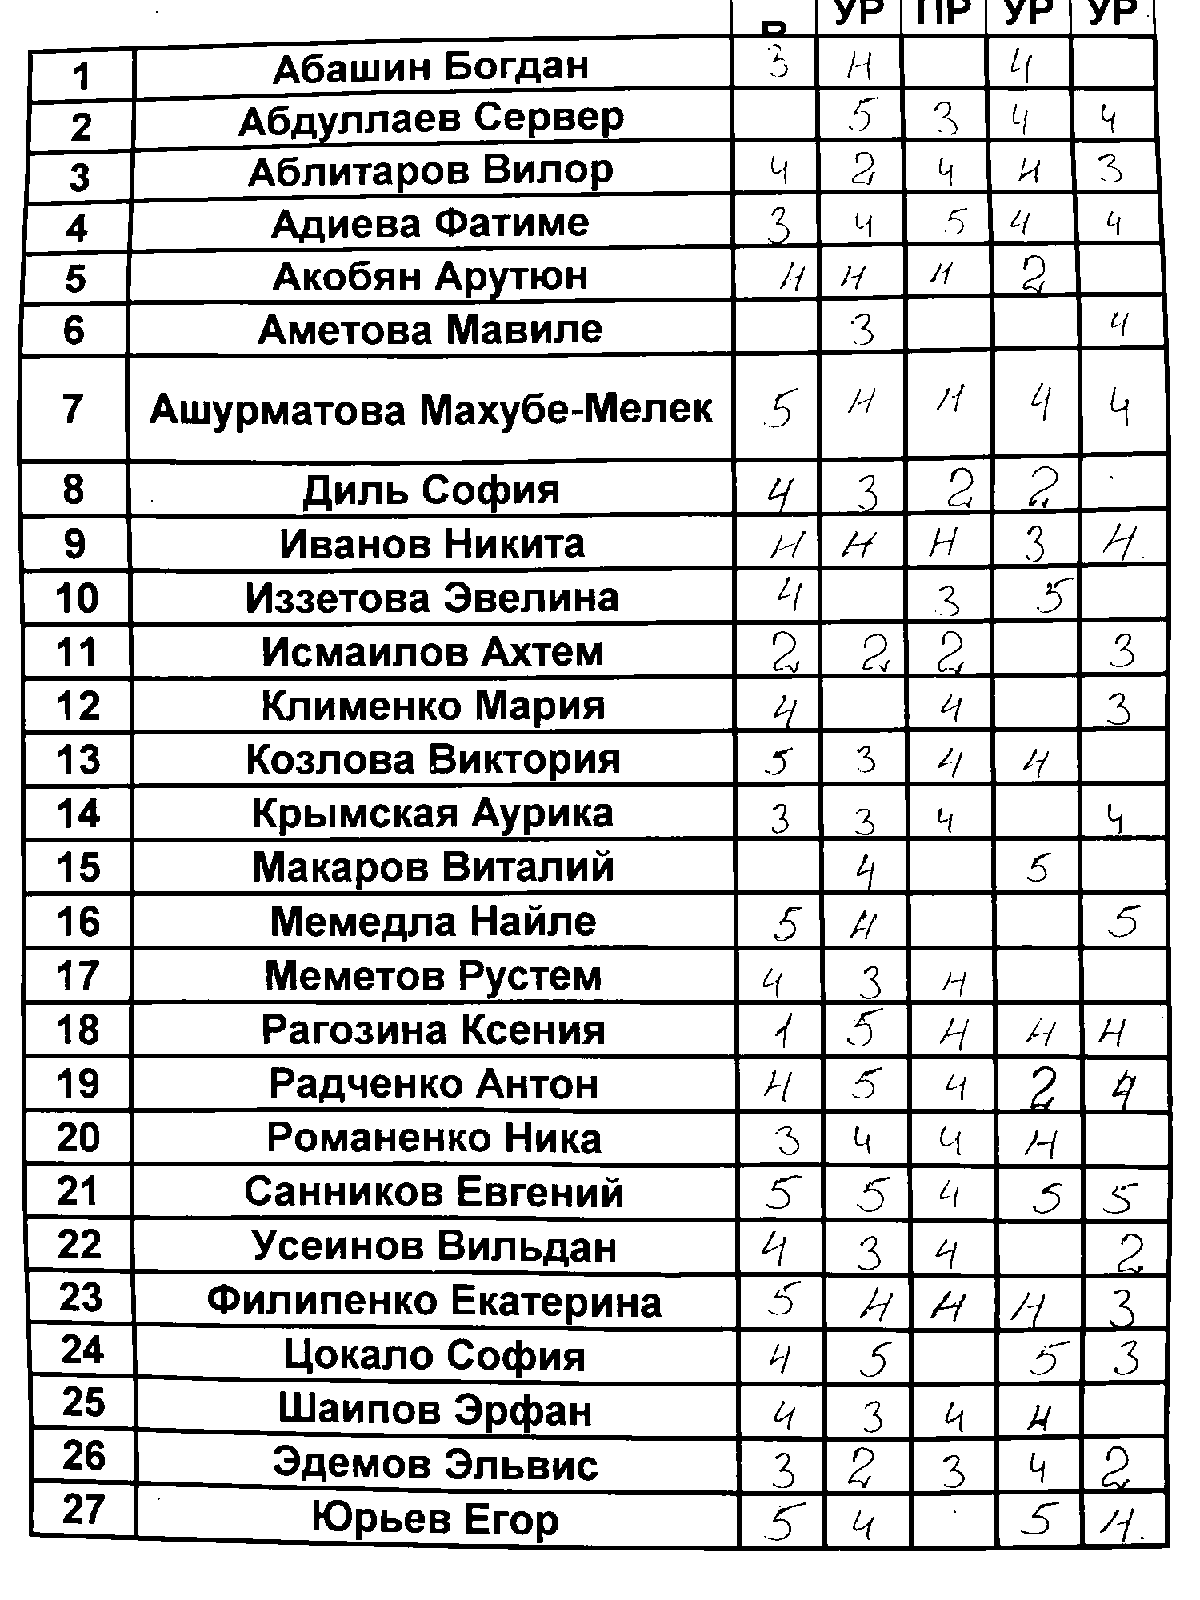 УР ПР УР УР
1 Абашин Богдан 3 н 4
2 Абдуллаев Сервер 5 3 4 4
3 Аблитаров Вилор 4 2 4 н 3
4 Адиева Фатиме 3 4 5 4 4
5 Акобян Арутюн н н н 2
6 Аметова Мавиле 3 4
7 Ашурматова Махубе-Мелек 5 н н 4 4
8 Диль София 4 3 2 2
9 Иванов Никита н н н 3 н
10 Иззетова Эвелина 4 3 5
11 Исмаилов Ахтем 2 2 2 3
12 Клименко Мария 4 4 3
13 Козлова Виктория 5 3 4 н
14 Крымская Аурика 3 3 4 4
15 Макаров Виталий 4 5
16 Мемедла Найле 5 н 5
17 Меметов Рустем 4 3 н
18 Рагозина Ксения 1 5 н н н
19 Радченко Антон н 5 4 2 4
20 Романенко Ника 3 4 4 н
21 Санников Евгений 5 5 4 5 5
22 Усеинов Вильдан 4 3 4 2
23 Филипенко Екатерина 5 н н н 3
24 Цокало София 4 5 5 3
25 Шаипов Эрфан 4 3 4 н
26 Эдемов Эльвис 3 2 3 4 2
27 Юрьев Егор 5 4 5 н